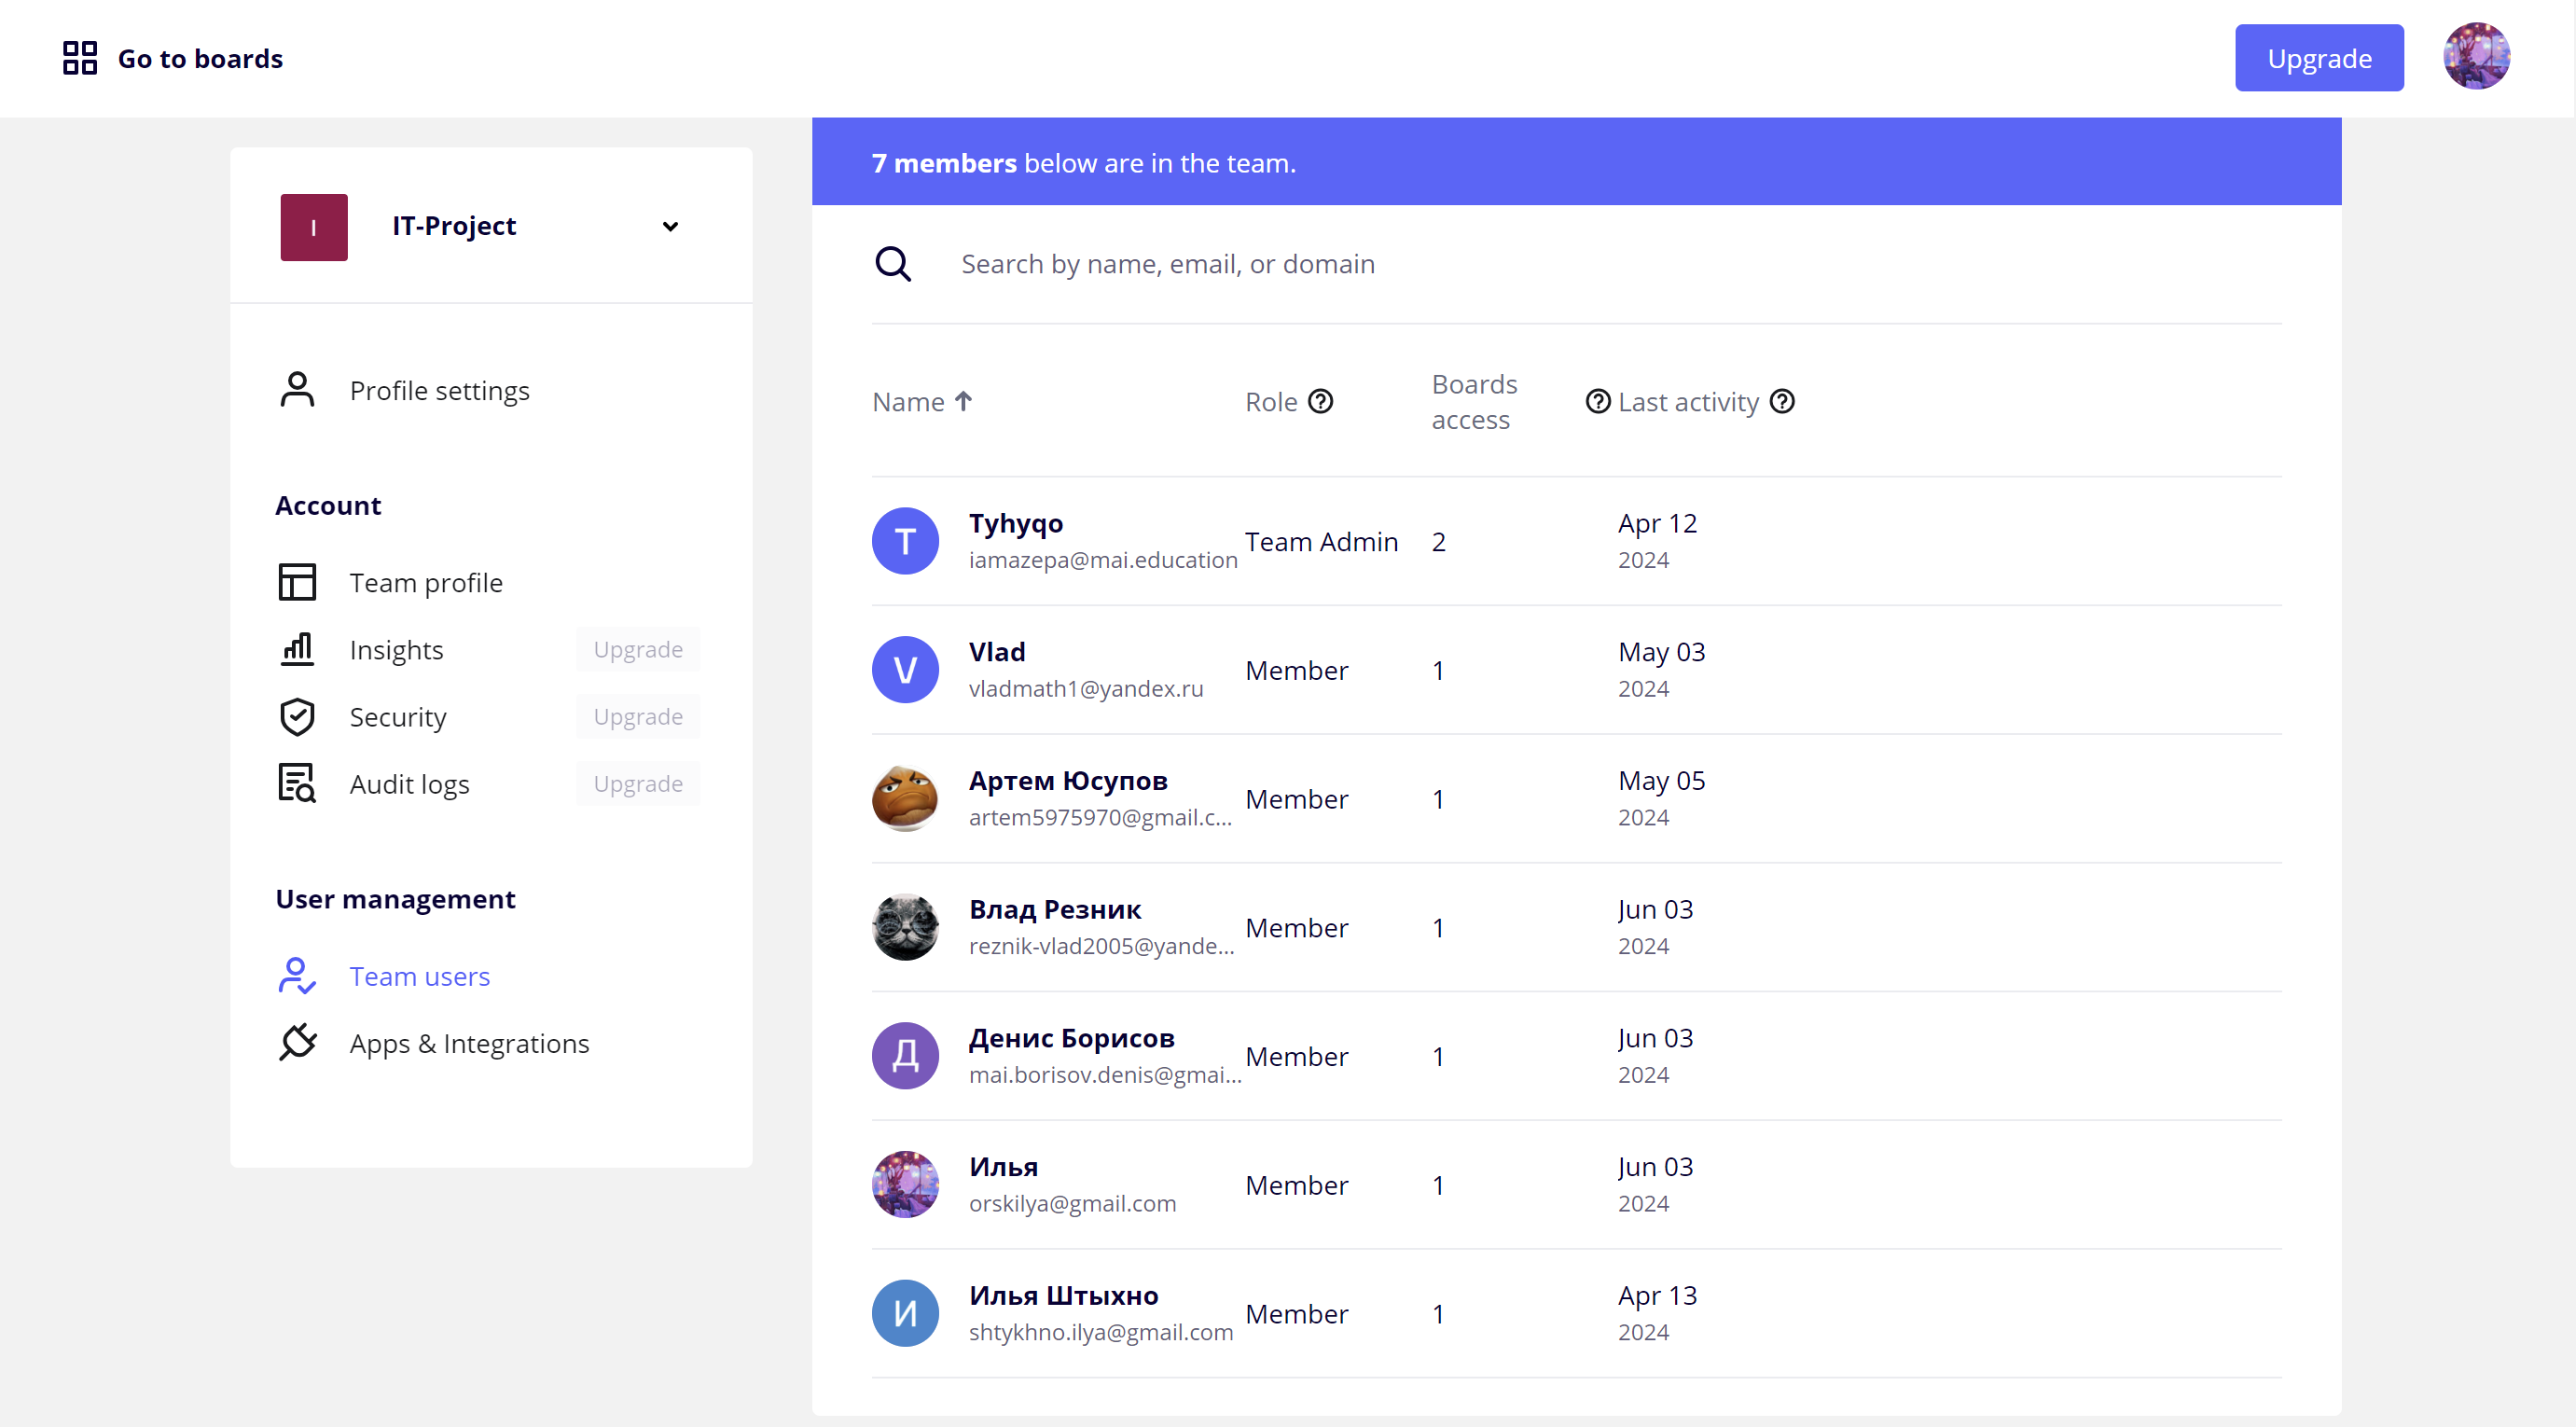 Go to boards
Upgrade
I
IT-Project
Profile settings
Account
Team profile
Insights
Upgrade
Security
Upgrade
Audit logs
Upgrade
User management
Team users
Apps & Integrations
7 members below are in the team.
Search by name, email, or domain
Name
Role
Boards
access
Last activity
T
Tyhyqo
iamazepa@mai.education
Team Admin
2
Apr 12
2024
V
Vlad
vladmath1@yandex.ru
Member
1
May 03
2024
Артем Юсупов
artem5975970@gmail.c...
Member
1
May 05
2024
Влад Резник
reznik-vlad2005@yande...
Member
1
Jun 03
2024
Д
Денис Борисов
mai.borisov.denis@gmai...
Member
1
Jun 03
2024
Илья
orskilya@gmail.com
Member
1
Jun 03
2024
И
Илья Штыхно
shtykhno.ilya@gmail.com
Member
1
Apr 13
2024